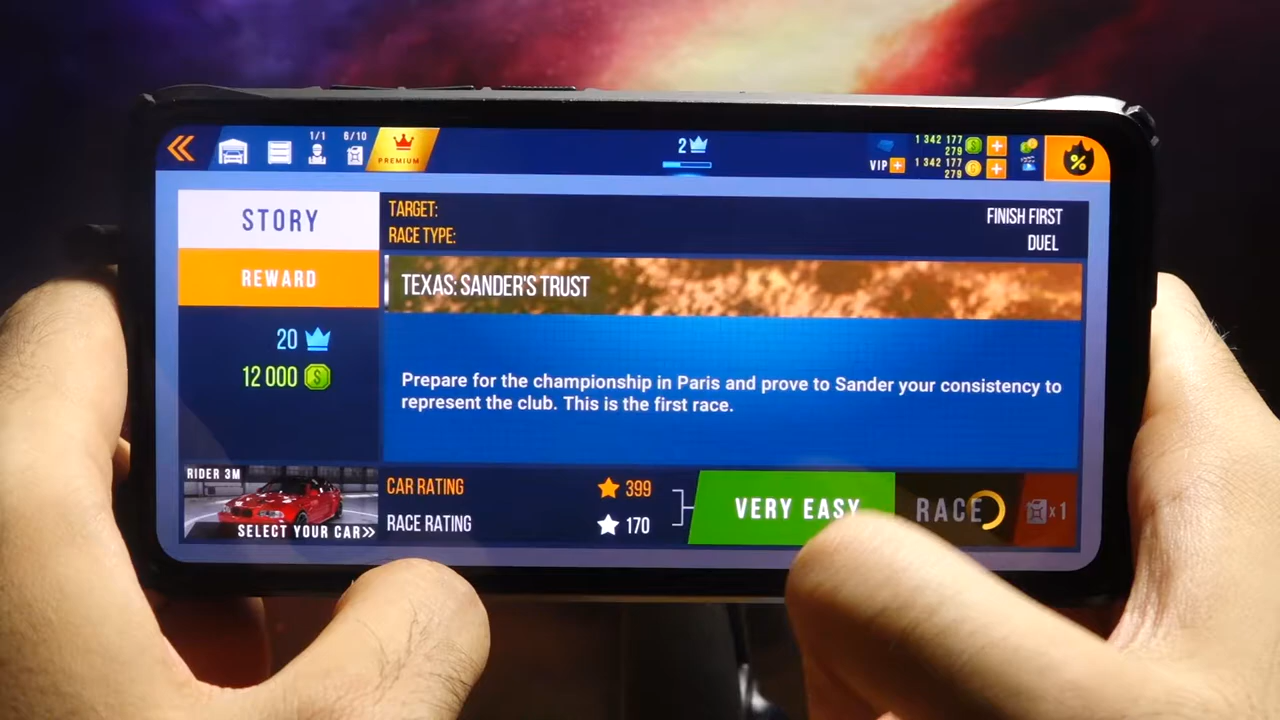 1/1
6/10
PREMIUM
2
VIP
1 342 177
279
1 342 177
279
%
STORY
REWARD
20
12 000
TARGET:
FINISH FIRST
RACE TYPE:
DUEL
TEXAS: SANDER'S TRUST
Prepare for the championship in Paris and prove to Sander your consistency to
represent the club. This is the first race.
RIDER 3M
SELECT YOUR CAR»
CAR RATING
399
RACE RATING
170
VERY EASY
RACE
x1